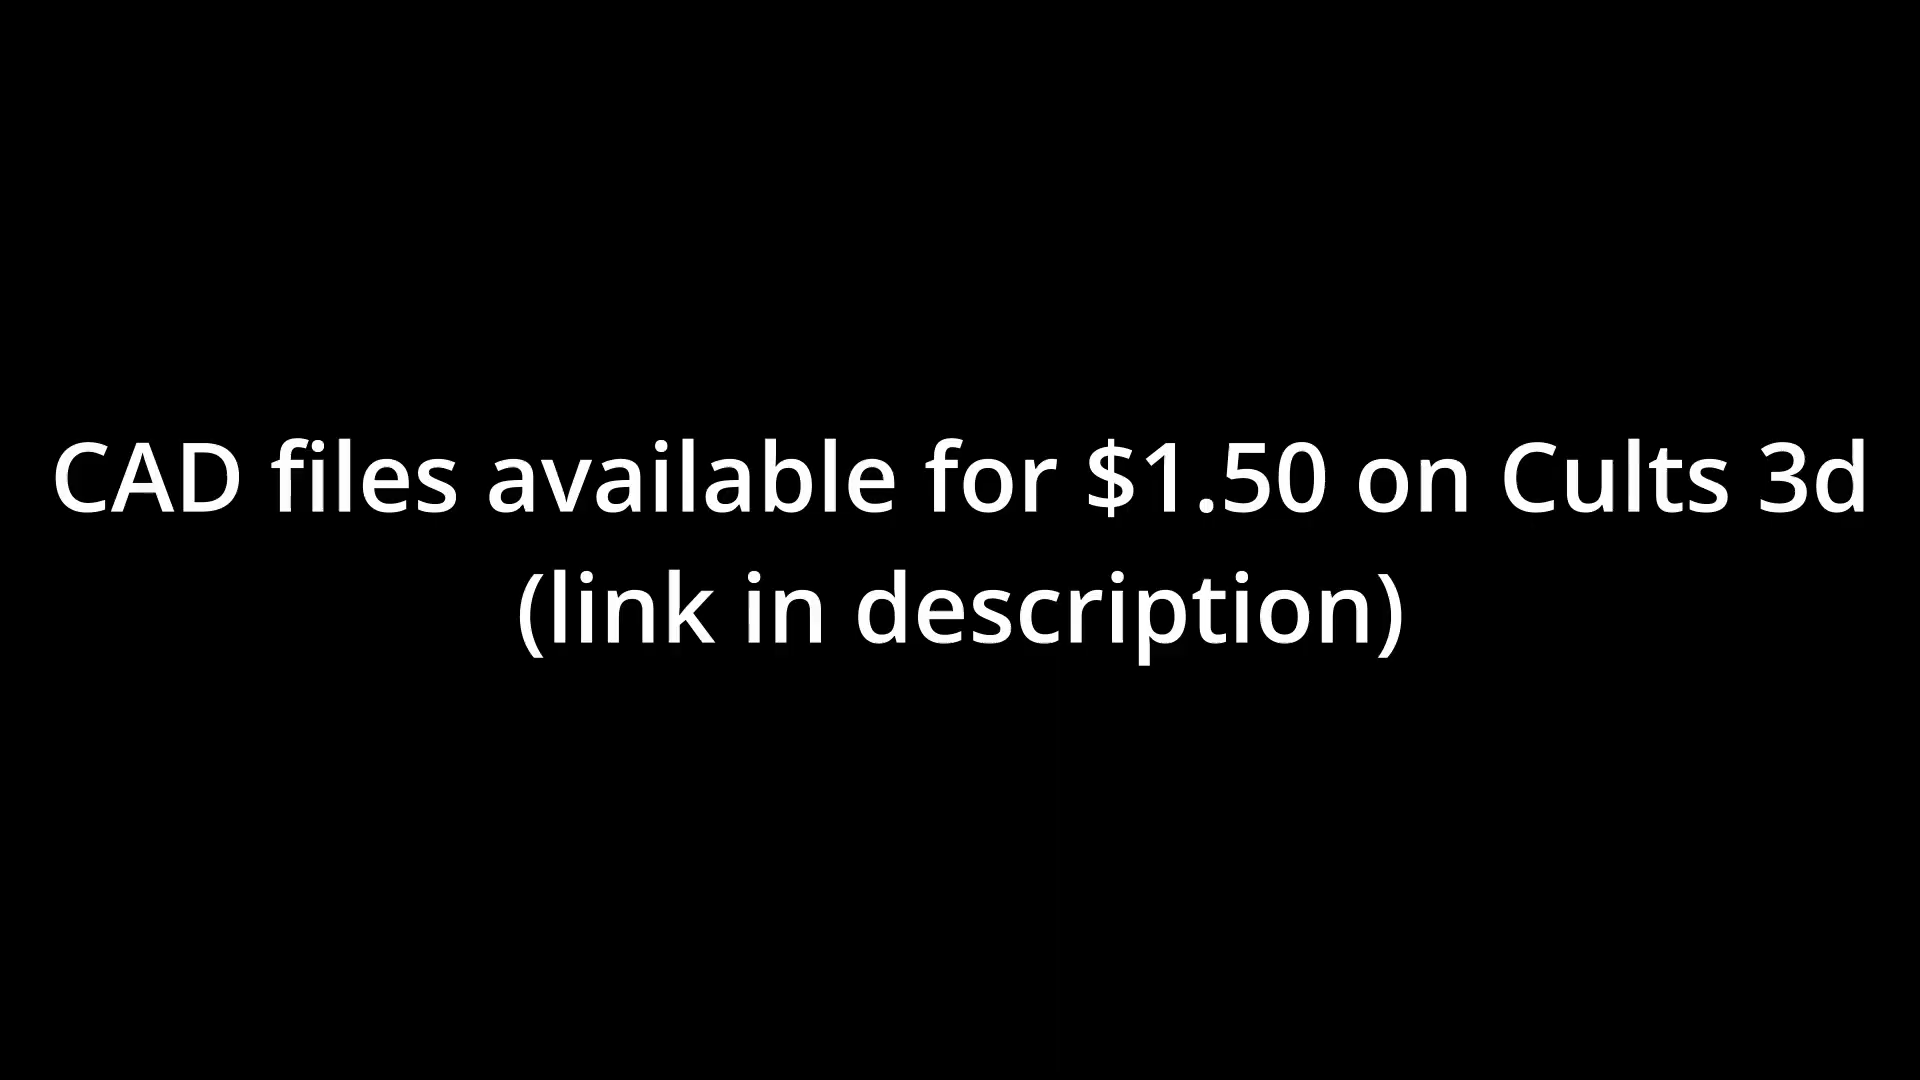 CAD files available for $1.50 on Cults 3d
(link in description)